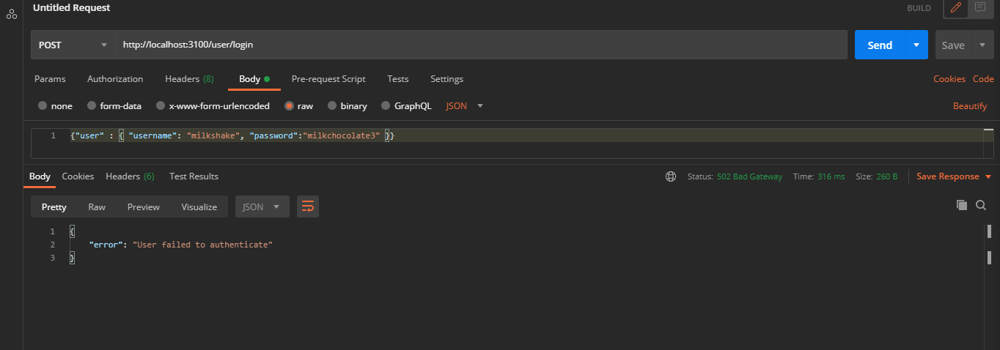 Untitled Request
BUILD
POST
http://localhost:3100/user/login
Send
Save
Params Authorization Headers (8) Body Pre-request Script Tests Settings Cookies Code
none form-data x-www-form-urlencoded raw binary GraphQL JSON Beautify
1 {"user" : { "username": "milkshake", "password":"milkchocolate3" }}
Body Cookies Headers (6) Test Results Status: 502 Bad Gateway Time: 316 ms Size: 260 B Save Response
Pretty Raw Preview Visualize JSON
1 {
2 "error": "User failed to authenticate"
3 }